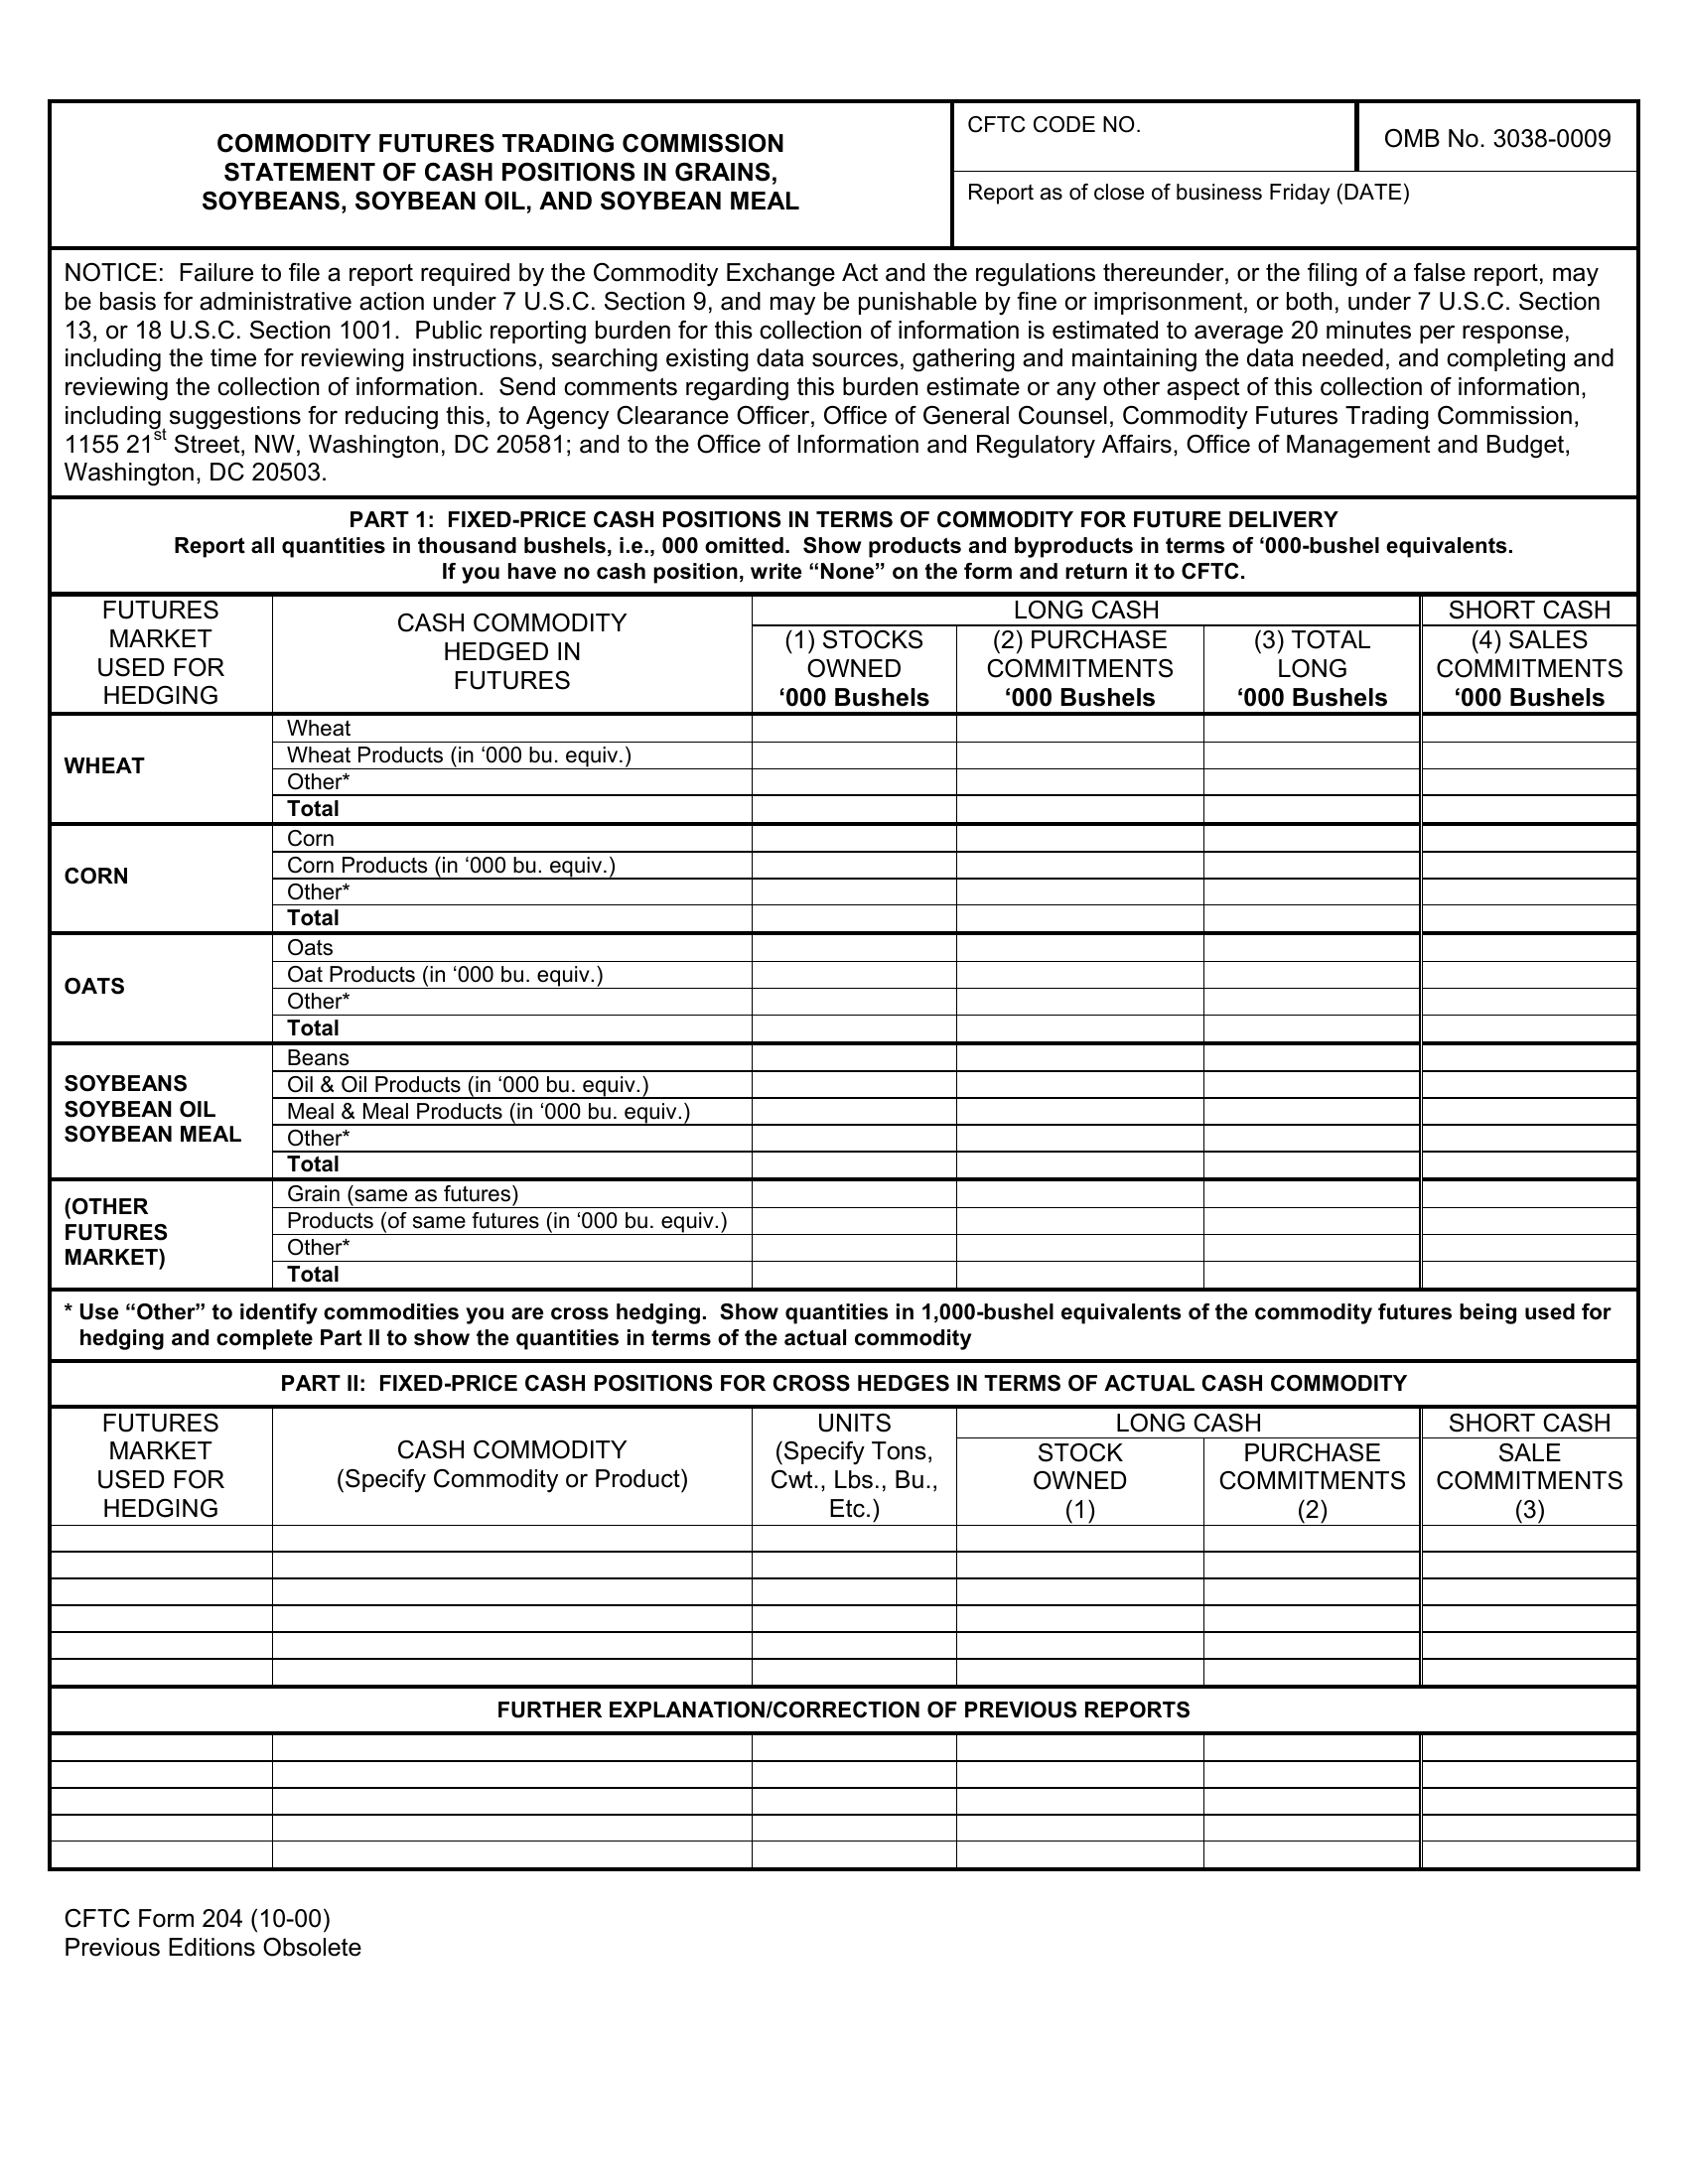 COMMODITY FUTURES TRADING COMMISSION
STATEMENT OF CASH POSITIONS IN GRAINS,
SOYBEANS, SOYBEAN OIL, AND SOYBEAN MEAL
CFTC CODE NO.
OMB No. 3038-0009
Report as of close of business Friday (DATE)
NOTICE:  Failure to file a report required by the Commodity Exchange Act and the regulations thereunder, or the filing of a false report, may
be basis for administrative action under 7 U.S.C. Section 9, and may be punishable by fine or imprisonment, or both, under 7 U.S.C. Section
13, or 18 U.S.C. Section 1001.  Public reporting burden for this collection of information is estimated to average 20 minutes per response,
including the time for reviewing instructions, searching existing data sources, gathering and maintaining the data needed, and completing and
reviewing the collection of information.  Send comments regarding this burden estimate or any other aspect of this collection of information,
including suggestions for reducing this, to Agency Clearance Officer, Office of General Counsel, Commodity Futures Trading Commission,
1155 21st Street, NW, Washington, DC 20581; and to the Office of Information and Regulatory Affairs, Office of Management and Budget,
Washington, DC 20503.
PART 1:  FIXED-PRICE CASH POSITIONS IN TERMS OF COMMODITY FOR FUTURE DELIVERY
Report all quantities in thousand bushels, i.e., 000 omitted.  Show products and byproducts in terms of ‘000-bushel equivalents.
If you have no cash position, write “None” on the form and return it to CFTC.
FUTURES
MARKET
USED FOR
HEDGING
CASH COMMODITY
HEDGED IN
FUTURES
LONG CASH
SHORT CASH
(1) STOCKS
OWNED
‘000 Bushels
(2) PURCHASE
COMMITMENTS
‘000 Bushels
(3) TOTAL
LONG
‘000 Bushels
(4) SALES
COMMITMENTS
‘000 Bushels
WHEAT
Wheat
Wheat Products (in ‘000 bu. equiv.)
Other*
Total
CORN
Corn
Corn Products (in ‘000 bu. equiv.)
Other*
Total
OATS
Oats
Oat Products (in ‘000 bu. equiv.)
Other*
Total
SOYBEANS
SOYBEAN OIL
SOYBEAN MEAL
Beans
Oil & Oil Products (in ‘000 bu. equiv.)
Meal & Meal Products (in ‘000 bu. equiv.)
Other*
Total
(OTHER
FUTURES
MARKET)
Grain (same as futures)
Products (of same futures (in ‘000 bu. equiv.)
Other*
Total
* Use “Other” to identify commodities you are cross hedging.  Show quantities in 1,000-bushel equivalents of the commodity futures being used for
hedging and complete Part II to show the quantities in terms of the actual commodity
PART II:  FIXED-PRICE CASH POSITIONS FOR CROSS HEDGES IN TERMS OF ACTUAL CASH COMMODITY
FUTURES
MARKET
USED FOR
HEDGING
CASH COMMODITY
(Specify Commodity or Product)
UNITS
(Specify Tons,
Cwt., Lbs., Bu.,
Etc.)
LONG CASH
SHORT CASH
STOCK
OWNED
(1)
PURCHASE
COMMITMENTS
(2)
SALE
COMMITMENTS
(3)
FURTHER EXPLANATION/CORRECTION OF PREVIOUS REPORTS
CFTC Form 204 (10-00)
Previous Editions Obsolete